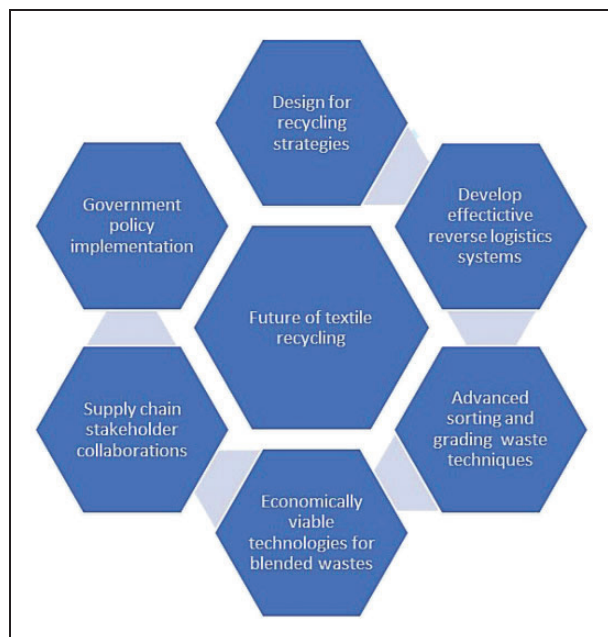 Design for
recycling
strategies
Develop
effectictive
reverse logistics
systems
Advanced
sorting and
grading waste
techniques
Economically
viable
technologies for
blended wastes
Supply chain
stakeholder
collaborations
Government
policy
implementation
Future of textile
recycling